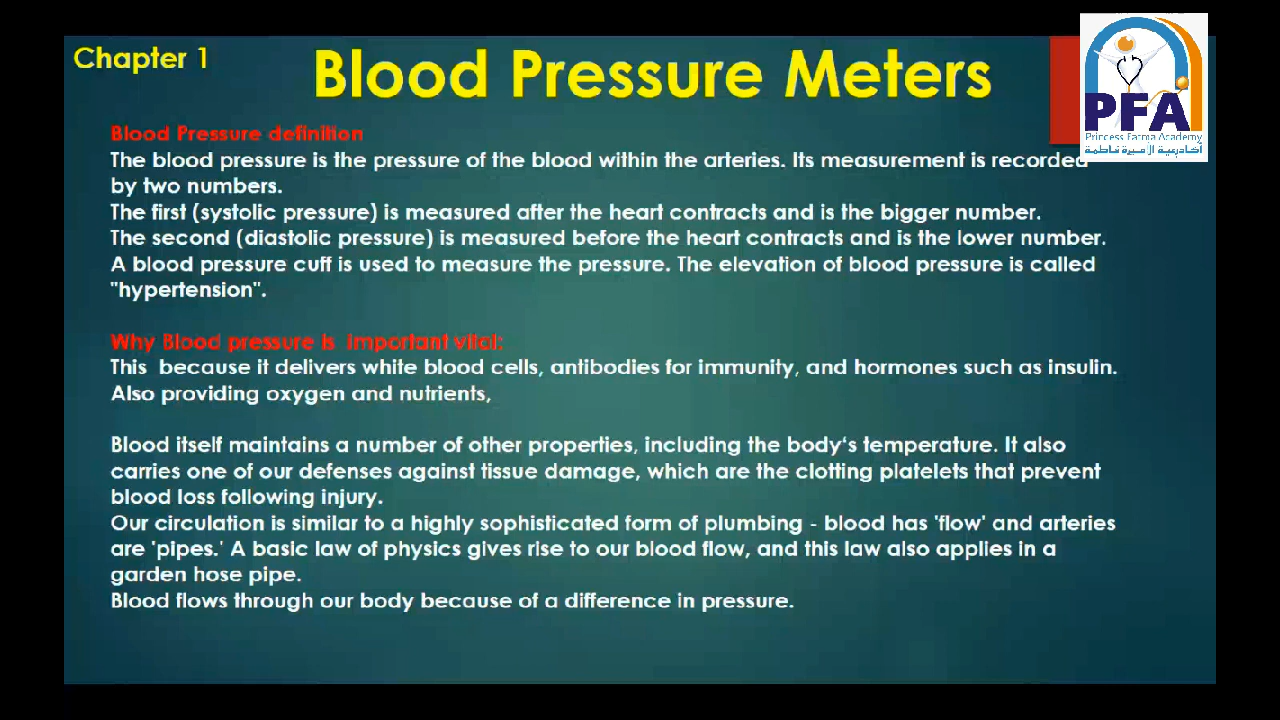 Chapter 1
Blood Pressure Meters
PFA
Princess Fatma Academy
أكاديمية الأميرة فاطمة
Blood Pressure definition
The blood pressure is the pressure of the blood within the arteries. Its measurement is recorded
by two numbers.
The first (systolic pressure) is measured after the heart contracts and is the bigger number.
The second (diastolic pressure) is measured before the heart contracts and is the lower number.
A blood pressure cuff is used to measure the pressure. The elevation of blood pressure is called
"hypertension".
Why Blood pressure is  important vital:
This  because it delivers white blood cells, antibodies for immunity, and hormones such as insulin.
Also providing oxygen and nutrients,
Blood itself maintains a number of other properties, including the body‘s temperature. It also
carries one of our defenses against tissue damage, which are the clotting platelets that prevent
blood loss following injury.
Our circulation is similar to a highly sophisticated form of plumbing - blood has 'flow' and arteries
are 'pipes.' A basic law of physics gives rise to our blood flow, and this law also applies in a
garden hose pipe.
Blood flows through our body because of a difference in pressure.